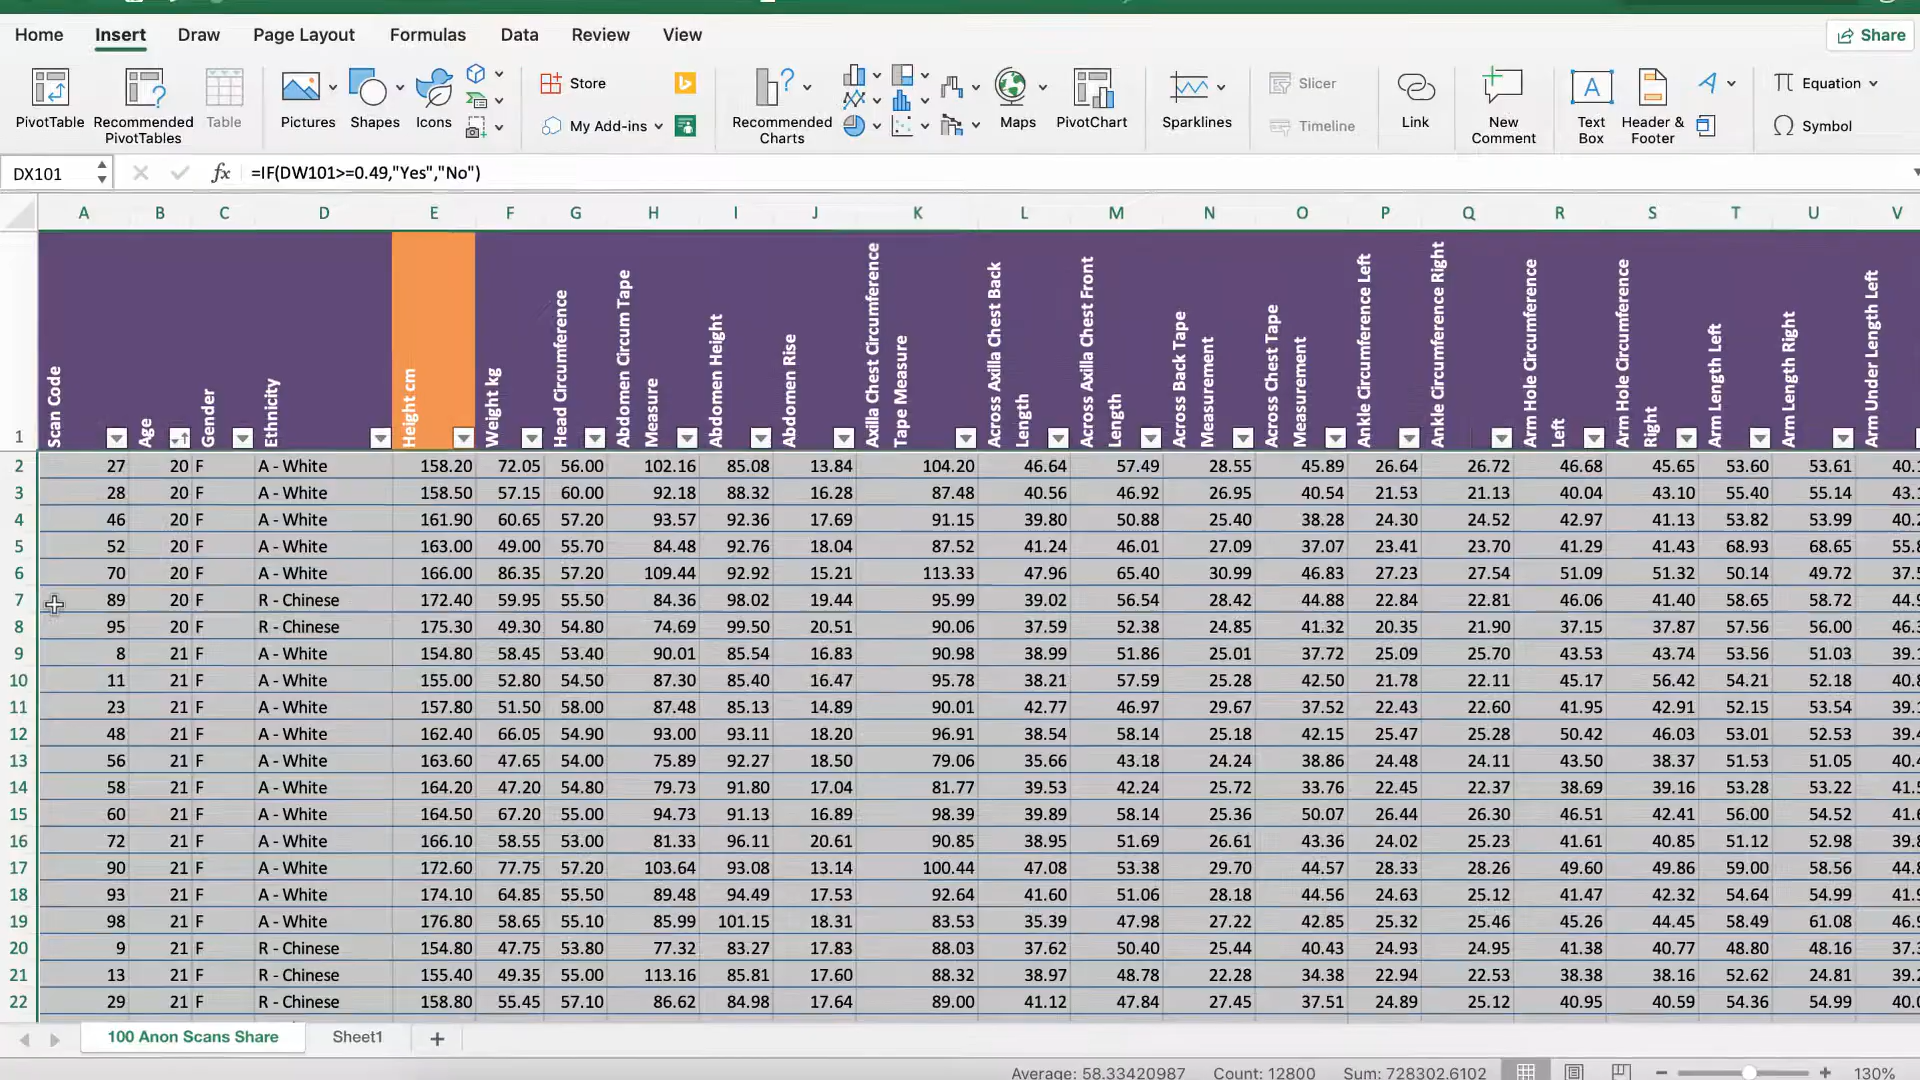 Home Insert Draw Page Layout Formulas Data Review View Share
PivotTable Recommended PivotTables Table Pictures Shapes Icons Store My Add-ins Recommended Charts Maps PivotChart Sparklines Slicer Timeline Link New Comment Text Box Header & Footer Equation Symbol
DX101 fx =IF(DW101>=0.49,"Yes","No")
A B C D E F G H I J K L M N O P Q R S T U V
1 Scan Code Age Gender Ethnicity Height cm Weight kg Head Circumference Abdomen Circum Tape Measure Abdomen Height Abdomen Rise Axilla Chest Circumference Tape Measure Across Axilla Chest Back Length Across Axilla Chest Front Length Across Back Tape Measurement Across Chest Tape Measurement Ankle Circumference Left Ankle Circumference Right Arm Hole Circumference Left Arm Hole Circumference Right Arm Length Left Arm Length Right Arm Under Length Left
2 27 20 F A - White 158.20 72.05 56.00 102.16 85.08 13.84 104.20 46.64 57.49 28.55 45.89 26.64 26.72 46.68 45.65 53.60 53.61
3 28 20 F A - White 158.50 57.15 60.00 92.18 88.32 16.28 87.48 40.56 46.92 26.95 40.54 21.53 21.13 40.04 43.10 55.40 55.14
4 46 20 F A - White 161.90 60.65 57.20 93.57 92.36 17.69 91.15 39.80 50.88 25.40 38.28 24.30 24.52 42.97 41.13 53.82 53.99
5 52 20 F A - White 163.00 49.00 55.70 84.48 92.76 18.04 87.52 41.24 46.01 27.09 37.07 23.41 23.70 41.29 41.43 68.93 68.65
6 70 20 F A - White 166.00 86.35 57.20 109.44 92.92 15.21 113.33 47.96 65.40 30.99 46.83 27.23 27.54 51.09 51.32 50.14 49.72
7 89 20 F R - Chinese 172.40 59.95 55.50 84.36 98.02 19.44 95.99 39.02 56.54 28.42 44.88 22.84 22.81 46.06 41.40 58.65 58.72
8 95 20 F R - Chinese 175.30 49.30 54.80 74.69 99.50 20.51 90.06 37.59 52.38 24.85 41.32 20.35 21.90 37.15 37.87 57.56 56.00
9 8 21 F A - White 154.80 58.45 53.40 90.01 85.54 16.83 90.98 38.99 51.86 25.01 37.72 25.09 25.70 43.53 43.74 53.56 51.03
10 11 21 F A - White 155.00 52.80 54.20 87.30 85.40 16.47 95.78 38.21 57.59 25.28 42.50 21.78 22.11 45.17 56.42 54.21 52.18
11 23 21 F A - White 157.80 51.50 58.00 87.48 85.13 14.89 90.01 42.77 46.97 29.67 37.52 22.43 22.60 41.95 42.91 52.15 53.54
12 48 21 F A - White 162.40 66.05 54.90 93.00 93.11 18.20 96.91 38.54 58.14 25.18 42.15 25.47 25.28 50.42 46.03 53.01 52.53
13 56 21 F A - White 163.60 47.65 54.00 75.89 92.27 18.50 79.06 35.66 43.18 24.24 38.86 24.48 24.11 43.50 38.37 51.53 51.05
14 58 21 F A - White 164.20 47.20 54.80 79.73 91.80 17.04 81.77 39.53 42.24 25.72 33.76 22.45 22.37 38.69 39.16 53.28 53.22
15 60 21 F A - White 164.50 67.20 55.00 94.73 91.13 16.89 98.39 39.89 58.14 25.36 50.07 26.44 26.30 46.51 42.41 56.00 54.52
16 72 21 F A - White 166.10 58.55 53.00 81.33 96.11 20.61 90.85 38.95 51.69 26.61 43.36 24.02 25.23 41.61 40.85 51.12 52.98
17 90 21 F A - White 172.60 77.75 57.20 103.64 93.08 13.14 100.44 47.08 53.38 29.70 44.57 28.33 28.26 49.60 49.86 59.00 58.56
18 93 21 F A - White 174.10 64.85 55.50 89.48 94.49 17.53 92.64 41.60 51.06 28.18 44.56 24.63 25.12 41.47 42.32 54.64 54.99
19 98 21 F A - White 176.80 58.65 55.10 85.99 101.15 18.31 83.53 35.39 47.98 27.22 42.85 25.32 25.46 45.26 44.45 58.49 61.08
20 9 21 F R - Chinese 154.80 47.75 53.80 77.32 83.27 17.83 88.03 37.62 50.40 25.44 40.43 24.93 24.95 41.38 40.77 48.80 48.16
21 13 21 F R - Chinese 155.40 49.35 55.00 113.16 85.81 17.60 88.32 38.97 48.78 22.28 34.38 22.94 22.53 38.38 38.16 52.62 24.81
22 29 21 F R - Chinese 158.80 55.45 57.10 86.62 84.98 17.64 89.00 41.12 47.84 27.45 37.51 24.89 25.12 40.95 40.59 54.36 54.99
100 Anon Scans Share Sheet1
Average: 58.33420987 Count: 12800 Sum: 728302.6102 130%